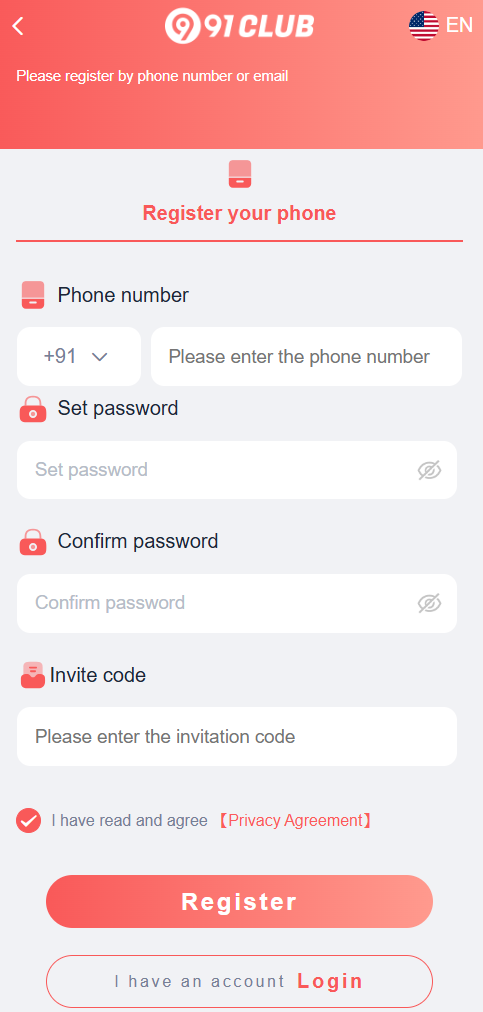 91 CLUB
EN
Please register by phone number or email
Register your phone
Phone number
+91
Please enter the phone number
Set password
Set password
Confirm password
Confirm password
Invite code
Please enter the invitation code
I have read and agree 【Privacy Agreement】
Register
I have an account Login